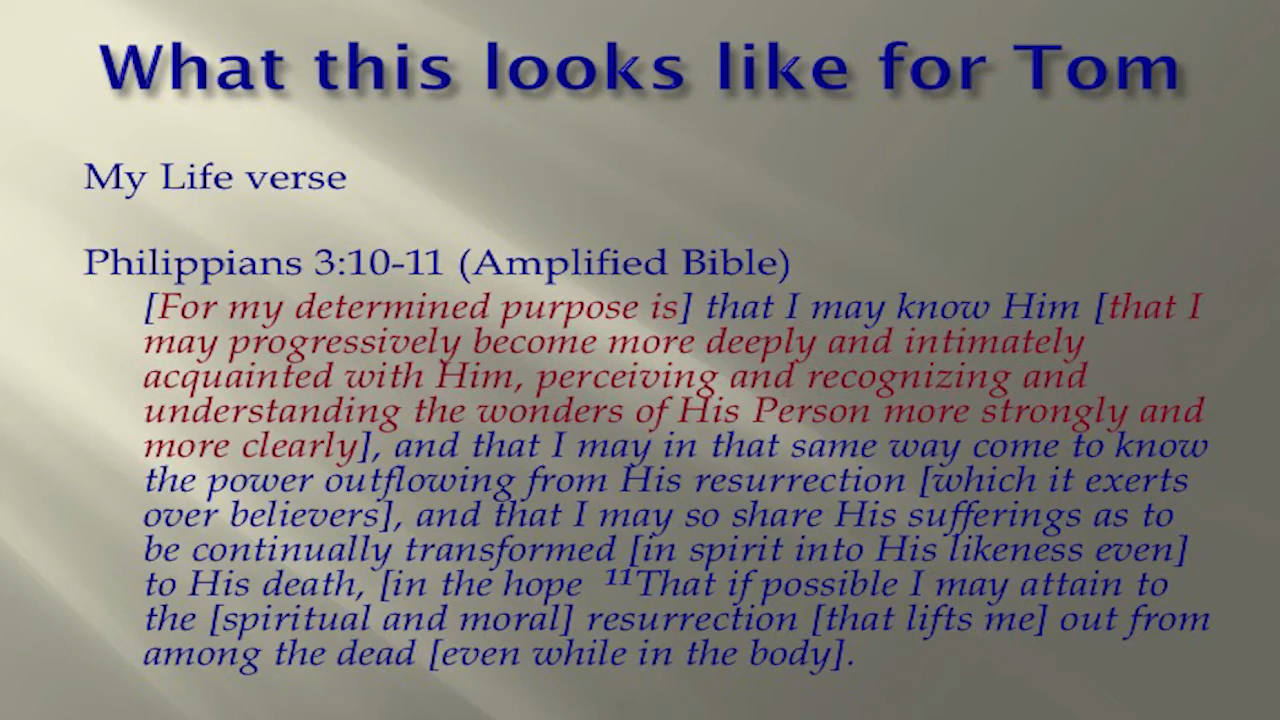 What this looks like for Tom
My Life verse
Philippians 3:10-11 (Amplified Bible)
[For my determined purpose is] that I may know Him [that I
may progressively become more deeply and intimately
acquainted with Him, perceiving and recognizing and
understanding the wonders of His Person more strongly and
more clearly], and that I may in that same way come to know
the power outflowing from His resurrection [which it exerts
over believers], and that I may so share His sufferings as to
be continually transformed [in spirit into His likeness even]
to His death, [in the hope ¹¹That if possible I may attain to
the [spiritual and moral] resurrection [that lifts me] out from
among the dead [even while in the body].